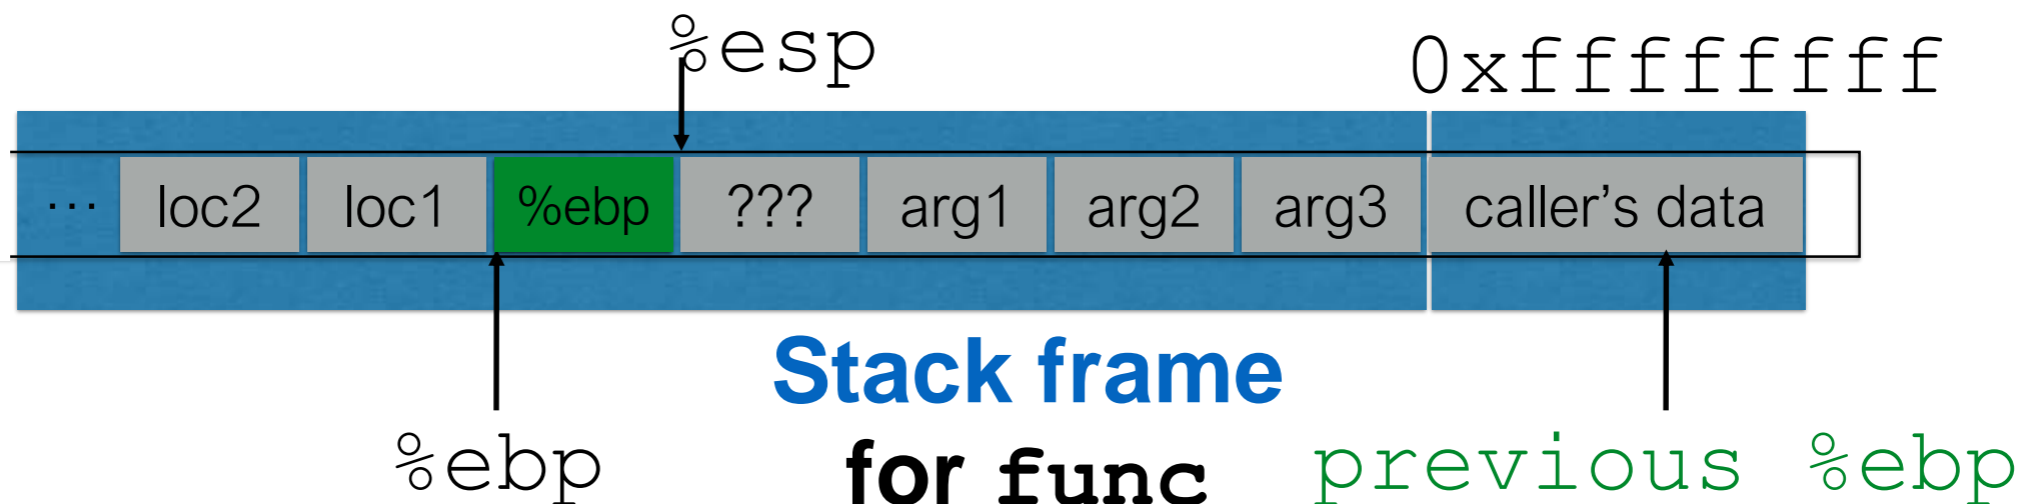 %esp 0xffffffff
... loc2 loc1 %ebp ??? arg1 arg2 arg3 caller's data
Stack frame
%ebp for func previous %ebp